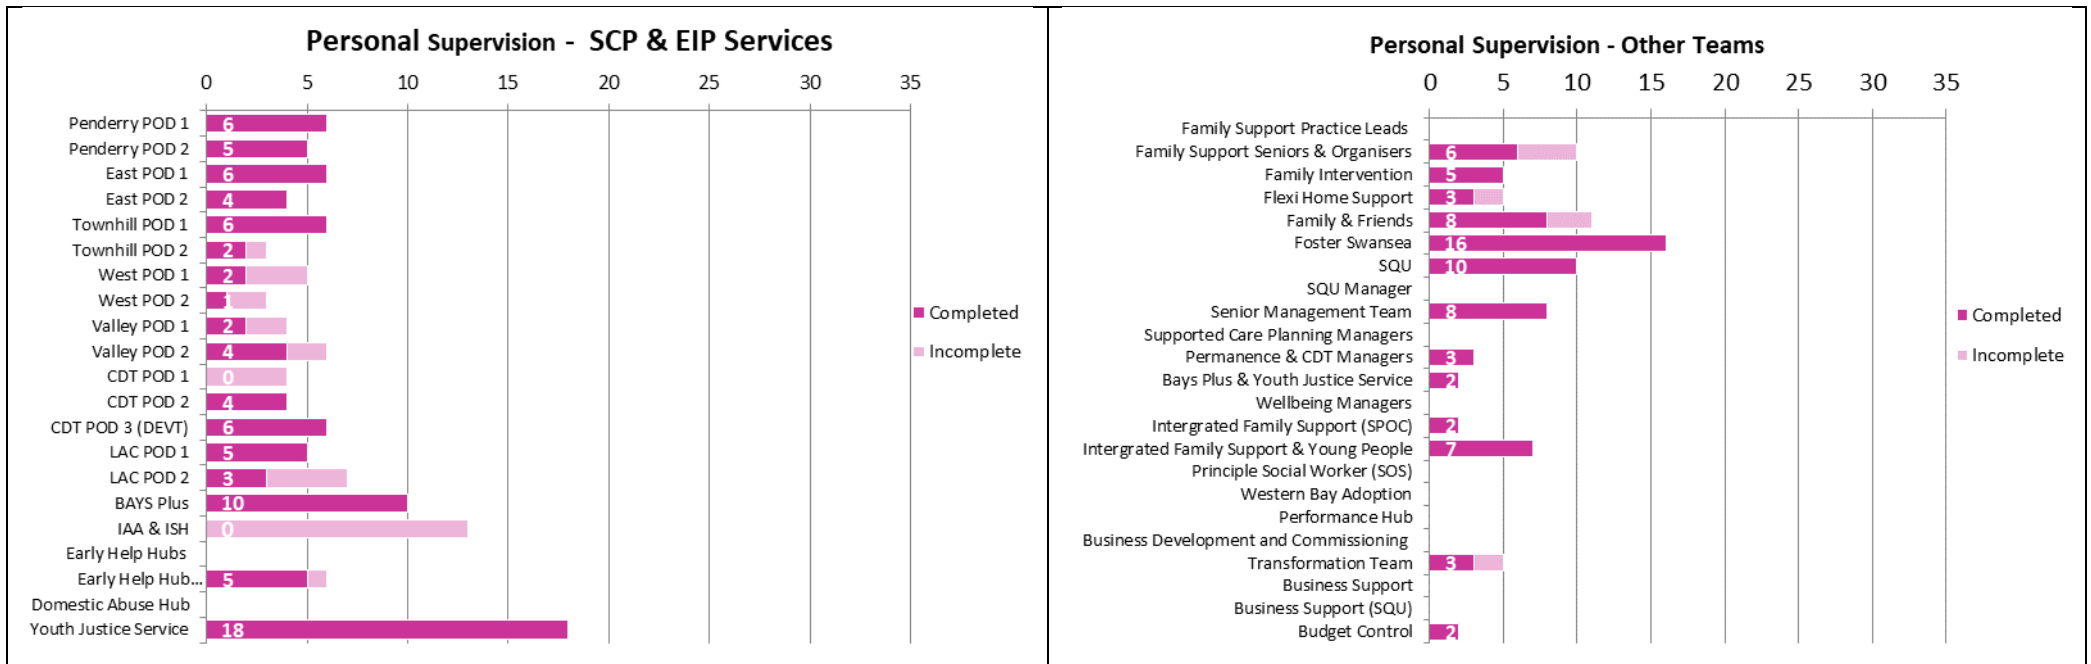 Personal Supervision - SCP & EIP Services
0 5 10 15 20 25 30 35
Penderry POD 1 6
Penderry POD 2 5
East POD 1 6
East POD 2 4
Townhill POD 1 6
Townhill POD 2 2
West POD 1 2
West POD 2 1
Valley POD 1 2
Valley POD 2 4
CDT POD 1 0
CDT POD 2 4
CDT POD 3 (DEVT) 6
LAC POD 1 5
LAC POD 2 3
BAYS Plus 10
IAA & ISH 0
Early Help Hubs
Early Help Hub... 5
Domestic Abuse Hub
Youth Justice Service 18
Completed
Incomplete
Personal Supervision - Other Teams
0 5 10 15 20 25 30 35
Family Support Practice Leads
Family Support Seniors & Organisers 6
Family Intervention 5
Flexi Home Support 3
Family & Friends 8
Foster Swansea 16
SQU 10
SQU Manager
Senior Management Team 8
Supported Care Planning Managers
Permanence & CDT Managers 3
Bays Plus & Youth Justice Service 2
Wellbeing Managers
Intergrated Family Support (SPOC) 2
Intergrated Family Support & Young People 7
Principle Social Worker (SOS)
Western Bay Adoption
Performance Hub
Business Development and Commissioning
Transformation Team 3
Business Support
Business Support (SQU)
Budget Control 2
Completed
Incomplete